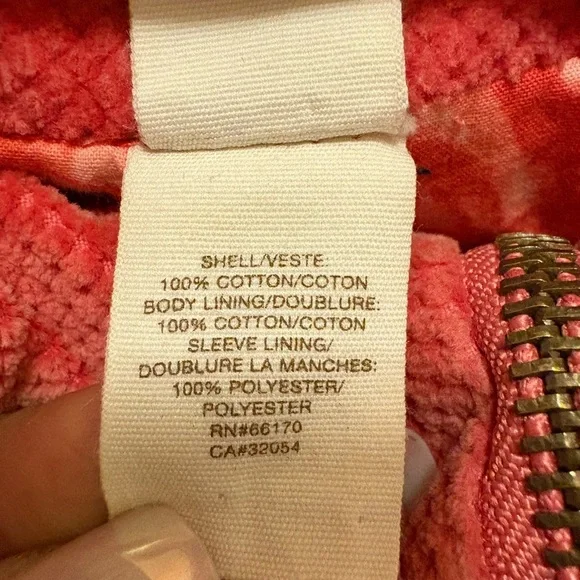 SHELL/VESTE:
100% COTTON/COTON
BODY LINING/DOUBLURE:
100% COTTON/COTON
SLEEVE LINING/
DOUBLURE LA MANCHES:
100% POLYESTER/
POLYESTER
RN#66170
CA#32054